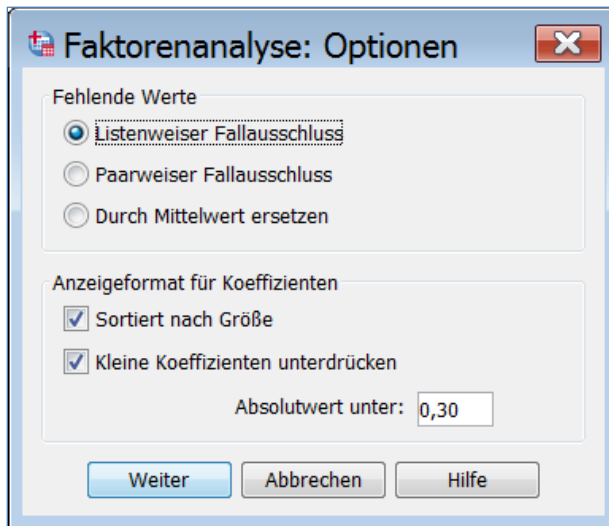 Faktorenanalyse: Optionen
Fehlende Werte
Listenweiser Fallausschluss
Paarweiser Fallausschluss
Durch Mittelwert ersetzen
Anzeigeformat für Koeffizienten
Sortiert nach Größe
Kleine Koeffizienten unterdrücken
Absolutwert unter: 0,30
Weiter Abbrechen Hilfe